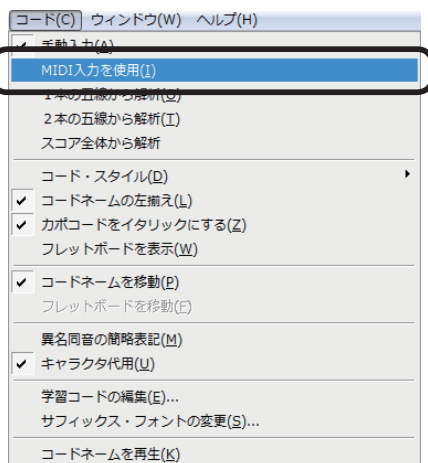 コード(C) ウィンドウ(W) ヘルプ(H)
手動入力(A)
MIDI入力を使用(I)
1本の五線から解析(O)
2本の五線から解析(T)
スコア全体から解析
コード・スタイル(D)
コードネームの左揃え(L)
カポコードをイタリックにする(Z)
フレットボードを表示(W)
コードネームを移動(P)
フレットボードを移動(F)
異名同音の簡略表記(M)
キャラクタ代用(U)
学習コードの編集(E)...
サフィックス・フォントの変更(S)...
コードネームを再生(K)